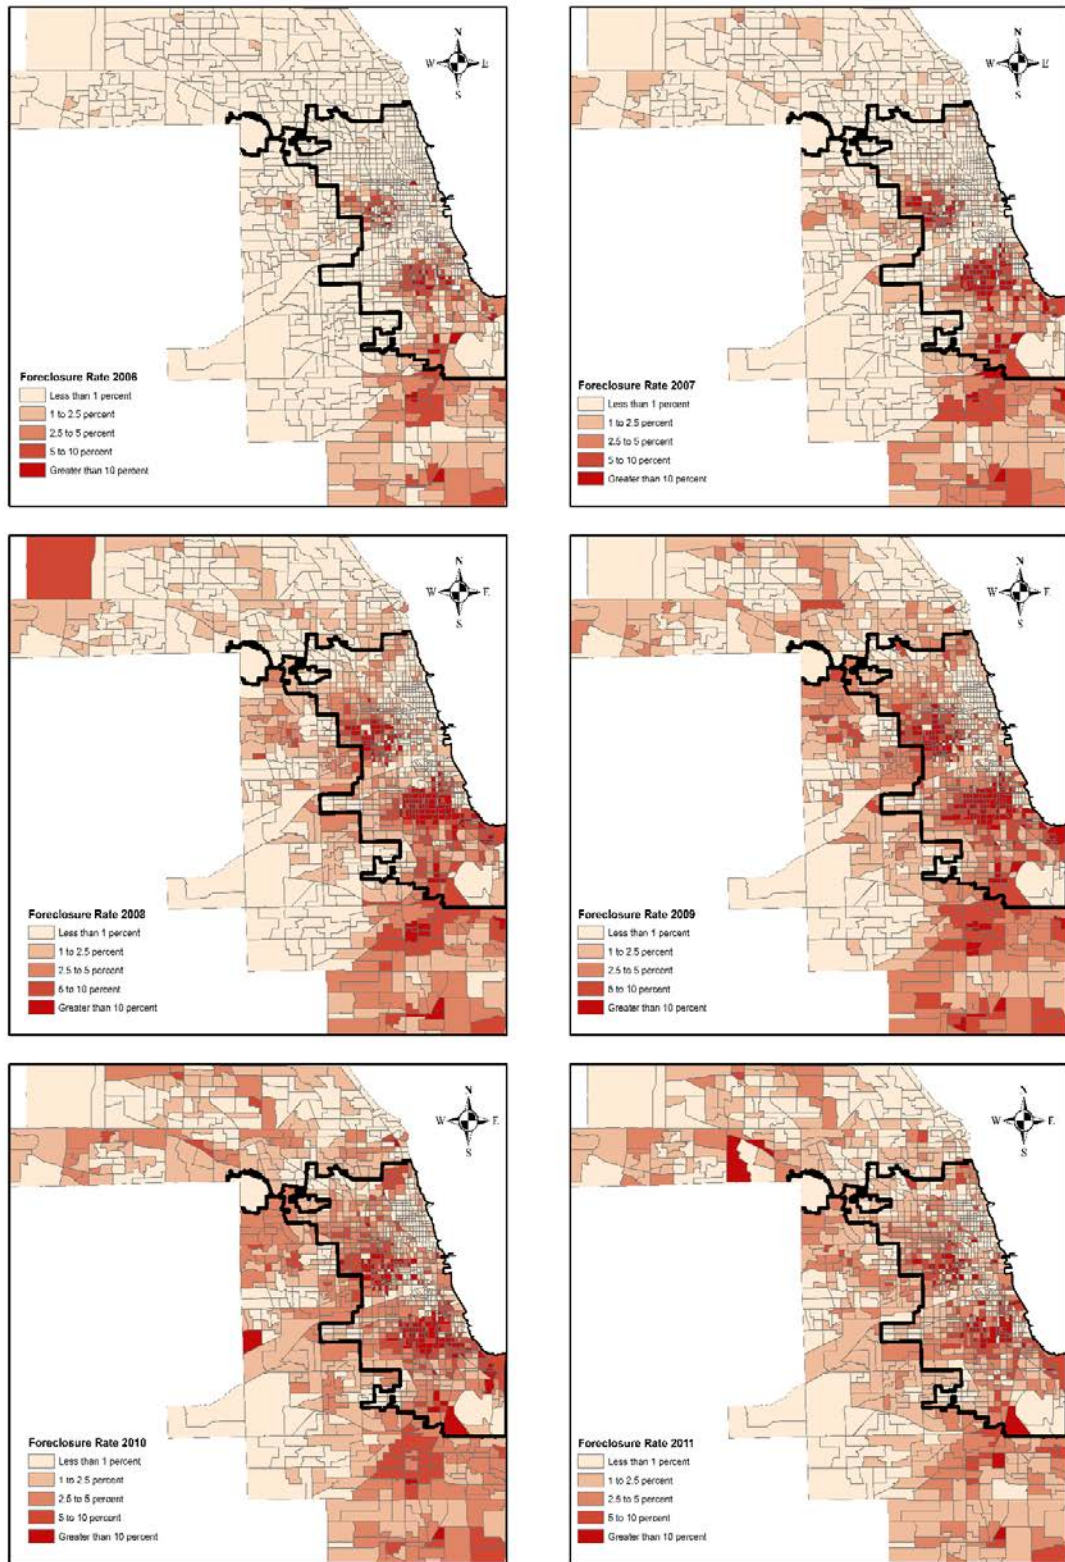 N
W E
S
Foreclosure Rate 2006
Less than 1 percent
1 to 2.5 percent
2.5 to 5 percent
5 to 10 percent
Greater than 10 percent
N
W E
S
Foreclosure Rate 2007
Less than 1 percent
1 to 2.5 percent
2.5 to 5 percent
5 to 10 percent
Greater than 10 percent
N
W E
S
Foreclosure Rate 2008
Less than 1 percent
1 to 2.5 percent
2.5 to 5 percent
5 to 10 percent
Greater than 10 percent
N
W E
S
Foreclosure Rate 2009
Less than 1 percent
1 to 2.5 percent
2.5 to 5 percent
5 to 10 percent
Greater than 10 percent
N
W E
S
Foreclosure Rate 2010
Less than 1 percent
1 to 2.5 percent
2.5 to 5 percent
5 to 10 percent
Greater than 10 percent
N
W E
S
Foreclosure Rate 2011
Less than 1 percent
1 to 2.5 percent
2.5 to 5 percent
5 to 10 percent
Greater than 10 percent